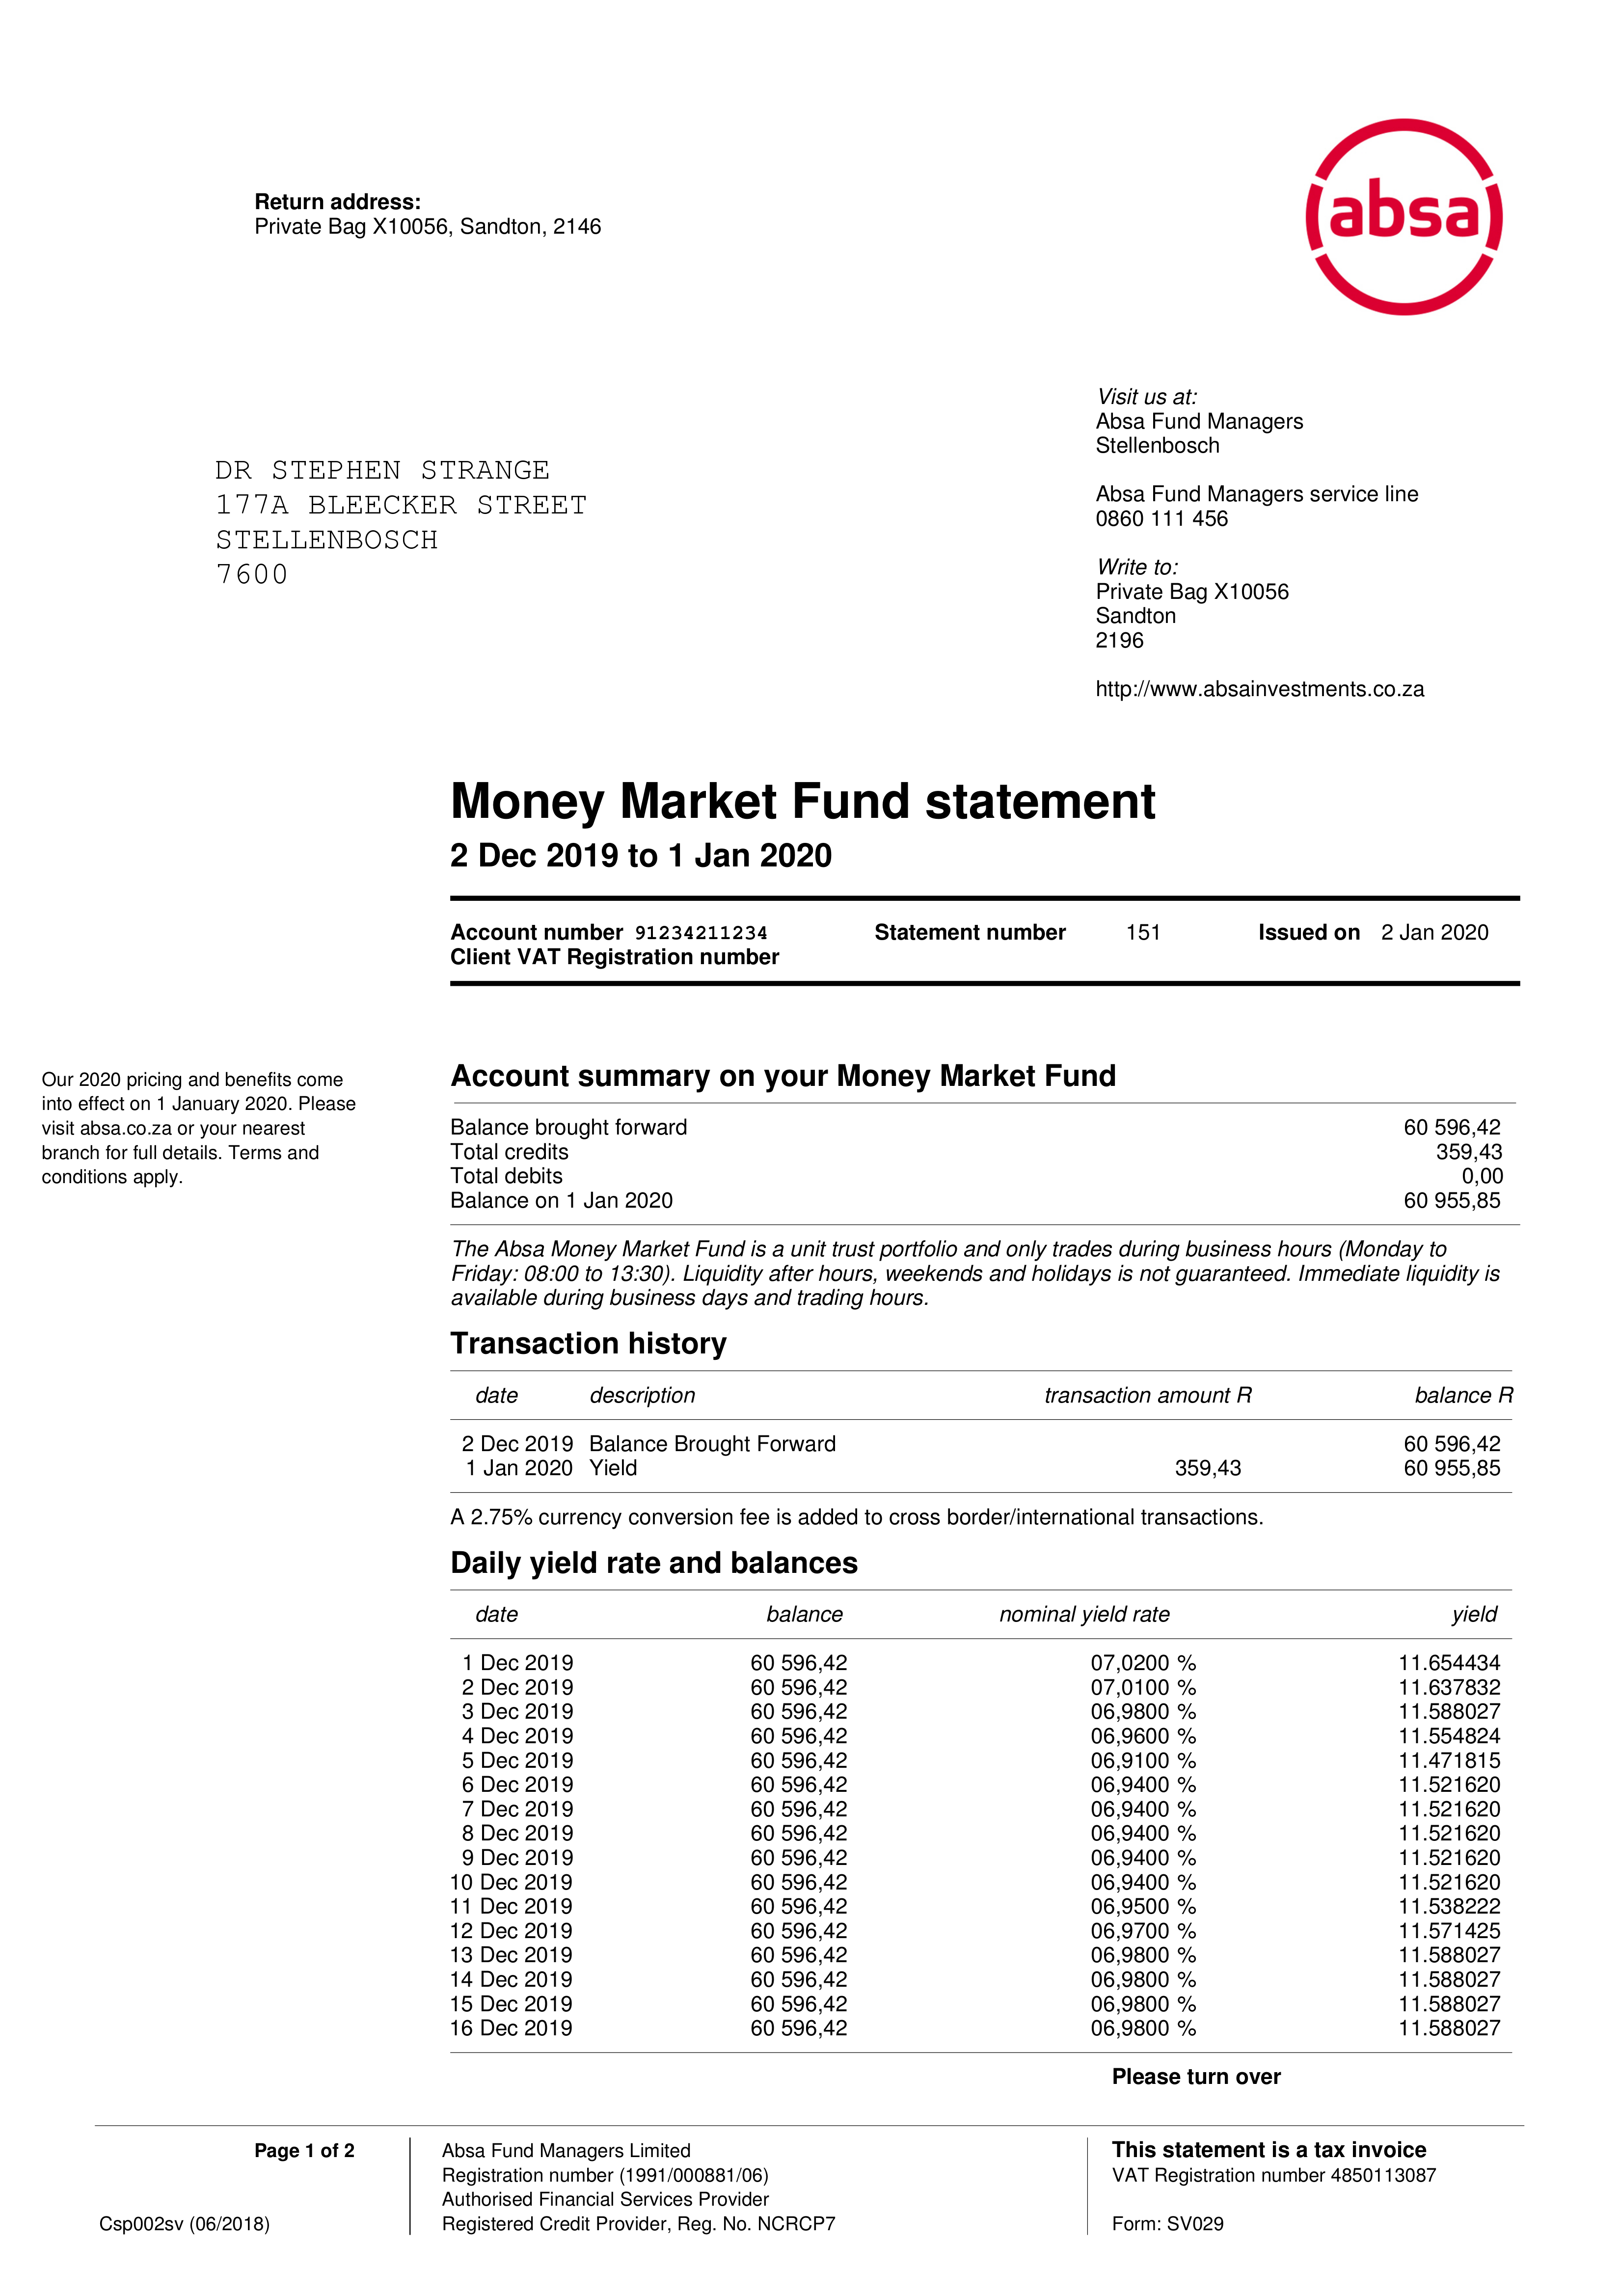 Return address:
Private Bag X10056, Sandton, 2146
absa
Visit us at:
Absa Fund Managers
Stellenbosch
Absa Fund Managers service line
0860 111 456
Write to:
Private Bag X10056
Sandton
2196
http://www.absainvestments.co.za
DR STEPHEN STRANGE
177A BLEECKER STREET
STELLENBOSCH
7600
Money Market Fund statement
2 Dec 2019 to 1 Jan 2020
Account number 91234211234 Statement number 151 Issued on 2 Jan 2020
Client VAT Registration number
Our 2020 pricing and benefits come
into effect on 1 January 2020. Please
visit absa.co.za or your nearest
branch for full details. Terms and
conditions apply.
Account summary on your Money Market Fund
Balance brought forward 60 596,42
Total credits 359,43
Total debits 0,00
Balance on 1 Jan 2020 60 955,85
The Absa Money Market Fund is a unit trust portfolio and only trades during business hours (Monday to
Friday: 08:00 to 13:30). Liquidity after hours, weekends and holidays is not guaranteed. Immediate liquidity is
available during business days and trading hours.
Transaction history
date description transaction amount R balance R
2 Dec 2019 Balance Brought Forward 60 596,42
1 Jan 2020 Yield 359,43 60 955,85
A 2.75% currency conversion fee is added to cross border/international transactions.
Daily yield rate and balances
date balance nominal yield rate yield
1 Dec 2019 60 596,42 07,0200 % 11.654434
2 Dec 2019 60 596,42 07,0100 % 11.637832
3 Dec 2019 60 596,42 06,9800 % 11.588027
4 Dec 2019 60 596,42 06,9600 % 11.554824
5 Dec 2019 60 596,42 06,9100 % 11.471815
6 Dec 2019 60 596,42 06,9400 % 11.521620
7 Dec 2019 60 596,42 06,9400 % 11.521620
8 Dec 2019 60 596,42 06,9400 % 11.521620
9 Dec 2019 60 596,42 06,9400 % 11.521620
10 Dec 2019 60 596,42 06,9400 % 11.521620
11 Dec 2019 60 596,42 06,9500 % 11.538222
12 Dec 2019 60 596,42 06,9700 % 11.571425
13 Dec 2019 60 596,42 06,9800 % 11.588027
14 Dec 2019 60 596,42 06,9800 % 11.588027
15 Dec 2019 60 596,42 06,9800 % 11.588027
16 Dec 2019 60 596,42 06,9800 % 11.588027
Please turn over
Page 1 of 2
Csp002sv (06/2018)
Absa Fund Managers Limited
Registration number (1991/000881/06)
Authorised Financial Services Provider
Registered Credit Provider, Reg. No. NCRCP7
This statement is a tax invoice
VAT Registration number 4850113087
Form: SV029